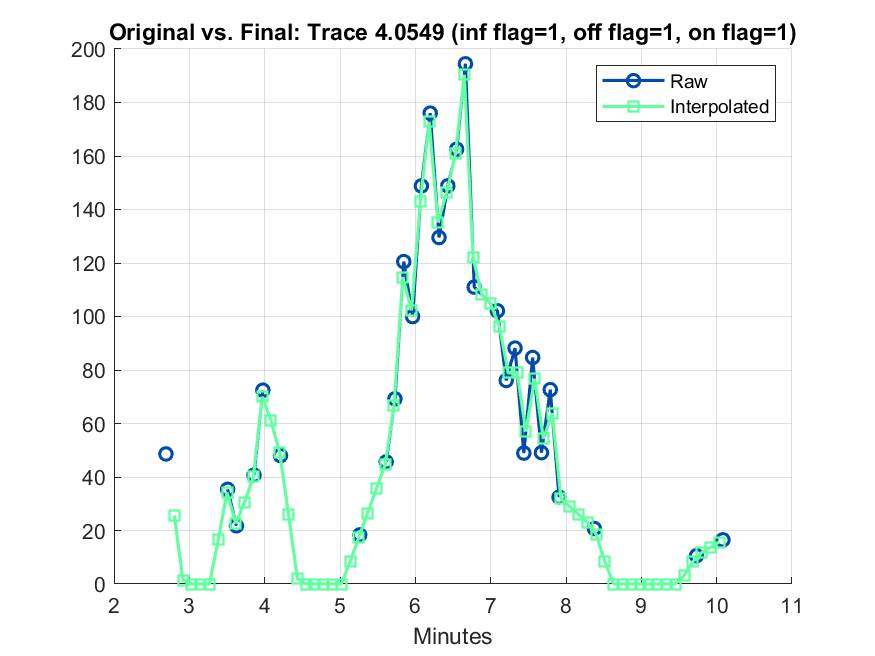 Original vs. Final: Trace 4.0549 (inf flag=1, off flag=1, on flag=1)
200
180
160
140
120
100
80
60
40
20
0
Raw
Interpolated
2 3 4 5 6 7 8 9 10 11
Minutes